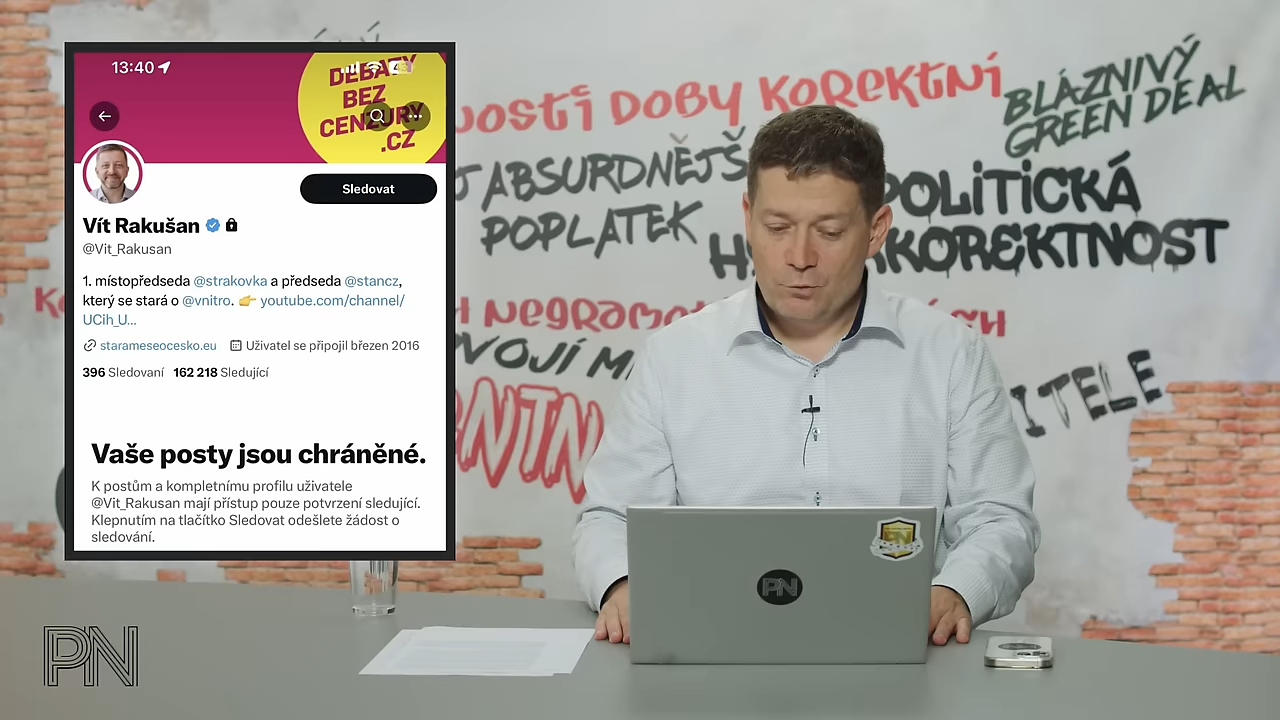 13:40
DEBATY
BEZ
CENZURY
.CZ
Sledovat
Vít Rakušan
@Vit_Rakusan
1. místopředseda @strakovka a předseda @stancz,
který se stará o @vnitro. 👉 youtube.com/channel/
UCih_U...
starameseocesko.eu Uživatel se připojil březen 2016
396 Sledovaní 162 218 Sledující
Vaše posty jsou chráněné.
K postům a kompletnímu profilu uživatele
@Vit_Rakusan mají přístup pouze potvrzení sledující.
Klepnutím na tlačítko Sledovat odešlete žádost o
sledování.
DOBY KOREKTNÍ
BLÁZNIVÝ
GREEN DEAL
ABSURDNĚJŠ
POPLATEK
POLITICKÁ
KOREKTNOST
PN
PN